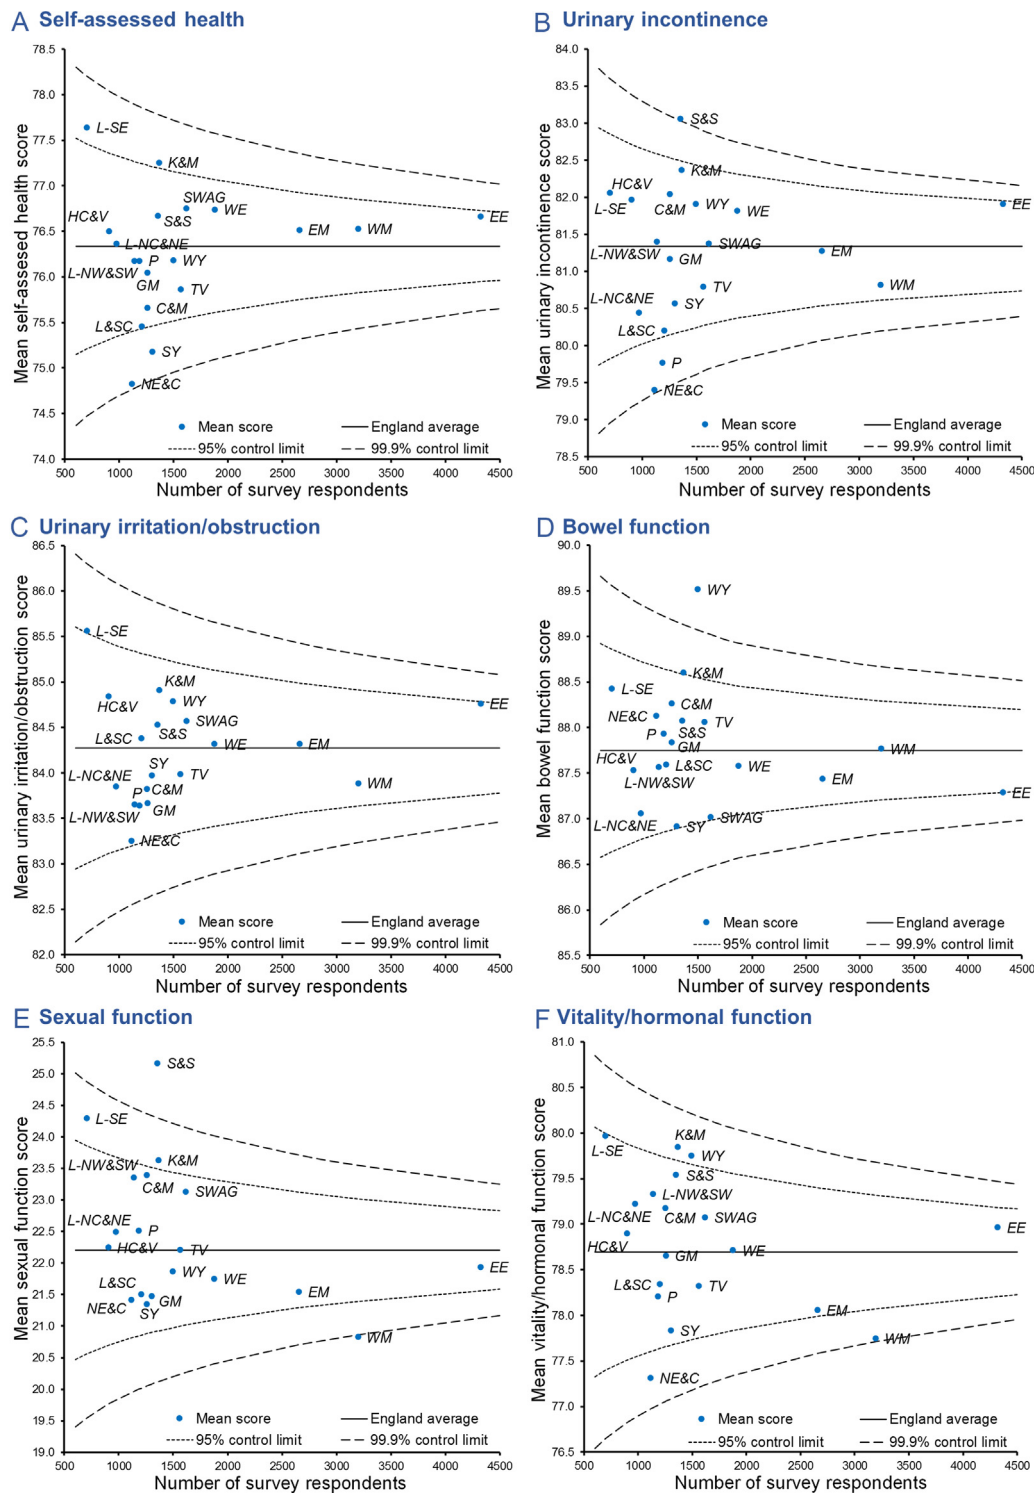 A Self-assessed health
Mean self-assessed health score
78.5
78.0
77.5
77.0
76.5
76.0
75.5
75.0
74.5
74.0
L-SE
K&M
SWAG
WE
HC&V
S&S
EM
WM
EE
L-NC&NE
P
WY
L-NW&SW
GM
TV
C&M
L&SC
SY
NE&C
Mean score
England average
95% control limit
99.9% control limit
500 1000 1500 2000 2500 3000 3500 4000 4500
Number of survey respondents
B Urinary incontinence
Mean urinary incontinence score
84.0
83.5
83.0
82.5
82.0
81.5
81.0
80.5
80.0
79.5
79.0
78.5
S&S
K&M
HC&V
L-SE
C&M
WY
WE
EE
L-NW&SW
SWAG
GM
EM
TV
WM
L-NC&NE
SY
L&SC
P
NE&C
Mean score
England average
95% control limit
99.9% control limit
500 1000 1500 2000 2500 3000 3500 4000 4500
Number of survey respondents
C Urinary irritation/obstruction
Mean urinary irritation/obstruction score
86.5
86.0
85.5
85.0
84.5
84.0
83.5
83.0
82.5
82.0
L-SE
K&M
HC&V
WY
EE
SWAG
S&S
L&SC
WE
EM
SY
L-NC&NE
TV
C&M
WM
P
L-NW&SW
GM
NE&C
Mean score
England average
95% control limit
99.9% control limit
500 1000 1500 2000 2500 3000 3500 4000 4500
Number of survey respondents
D Bowel function
Mean bowel function score
90.0
89.5
89.0
88.5
88.0
87.5
87.0
86.5
86.0
85.5
WY
K&M
L-SE
C&M
NE&C
TV
P
S&S
GM
WM
HC&V
L&SC
WE
L-NW&SW
EM
EE
L-NC&NE
SY
SWAG
Mean score
England average
95% control limit
99.9% control limit
500 1000 1500 2000 2500 3000 3500 4000 4500
Number of survey respondents
E Sexual function
Mean sexual function score
25.5
25.0
24.5
24.0
23.5
23.0
22.5
22.0
21.5
21.0
20.5
20.0
19.5
19.0
S&S
L-SE
L-NW&SW
K&M
C&M
SWAG
L-NC&NE
P
HC&V
TV
WY
WE
EE
L&SC
EM
NE&C
GM
SY
WM
Mean score
England average
95% control limit
99.9% control limit
500 1000 1500 2000 2500 3000 3500 4000 4500
Number of survey respondents
F Vitality/hormonal function
Mean vitality/hormonal function score
81.0
80.5
80.0
79.5
79.0
78.5
78.0
77.5
77.0
76.5
K&M
L-SE
WY
S&S
L-NW&SW
L-NC&NE
C&M
SWAG
EE
HC&V
GM
WE
L&SC
TV
P
EM
SY
WM
NE&C
Mean score
England average
95% control limit
99.9% control limit
500 1000 1500 2000 2500 3000 3500 4000 4500
Number of survey respondents